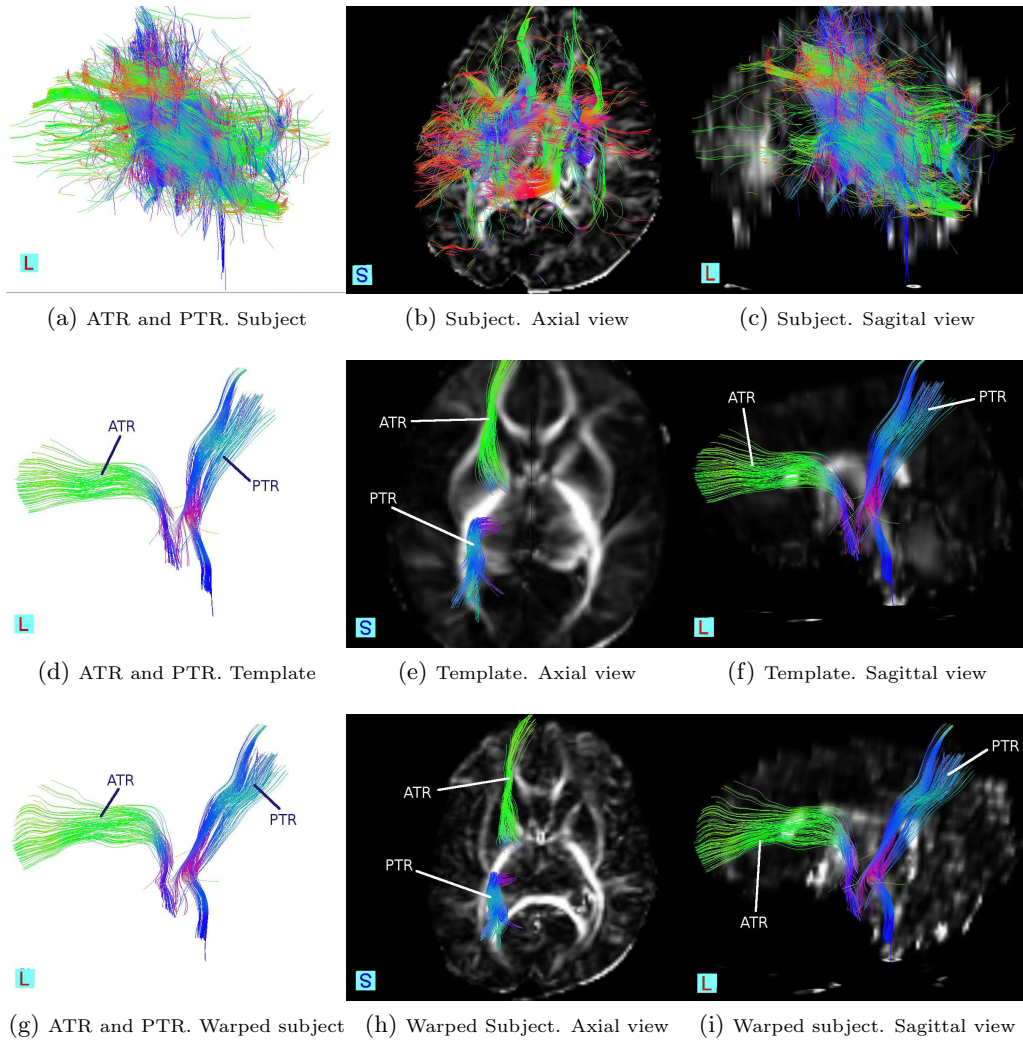 L
S
L
(a) ATR and PTR. Subject
(b) Subject. Axial view
(c) Subject. Sagital view
ATR
PTR
L
ATR
PTR
S
ATR
PTR
L
(d) ATR and PTR. Template
(e) Template. Axial view
(f) Template. Sagittal view
ATR
PTR
L
ATR
PTR
S
PTR
ATR
L
(g) ATR and PTR. Warped subject
(h) Warped Subject. Axial view
(i) Warped subject. Sagittal view